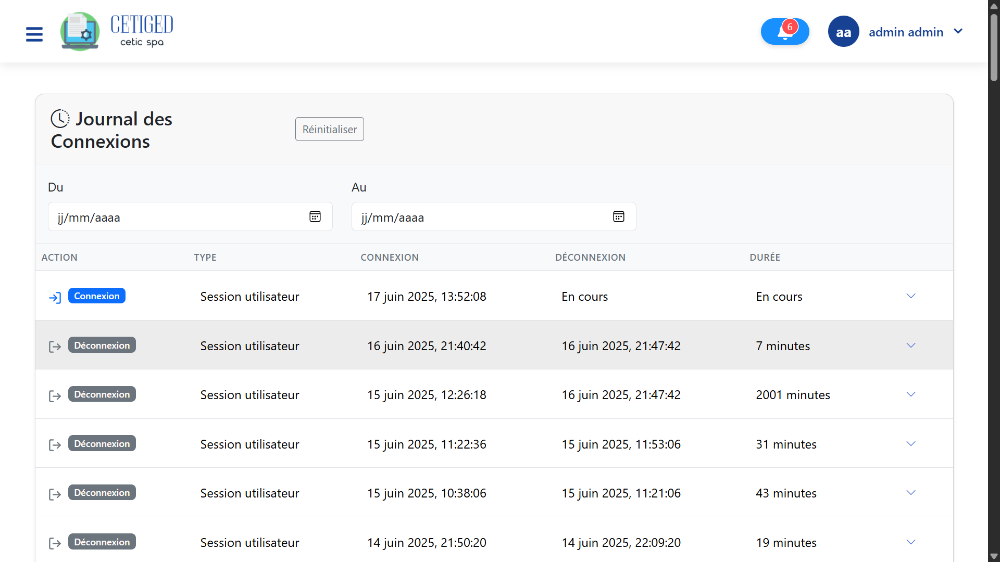 CETIGED
cetic spa
6
aa
admin admin
Journal des
Connexions
Réinitialiser
Du
Au
jj/mm/aaaa
jj/mm/aaaa
ACTION TYPE CONNEXION DÉCONNEXION DURÉE
Connexion Session utilisateur 17 juin 2025, 13:52:08 En cours En cours
Déconnexion Session utilisateur 16 juin 2025, 21:40:42 16 juin 2025, 21:47:42 7 minutes
Déconnexion Session utilisateur 15 juin 2025, 12:26:18 16 juin 2025, 21:47:42 2001 minutes
Déconnexion Session utilisateur 15 juin 2025, 11:22:36 15 juin 2025, 11:53:06 31 minutes
Déconnexion Session utilisateur 15 juin 2025, 10:38:06 15 juin 2025, 11:21:06 43 minutes
Déconnexion Session utilisateur 14 juin 2025, 21:50:20 14 juin 2025, 22:09:20 19 minutes